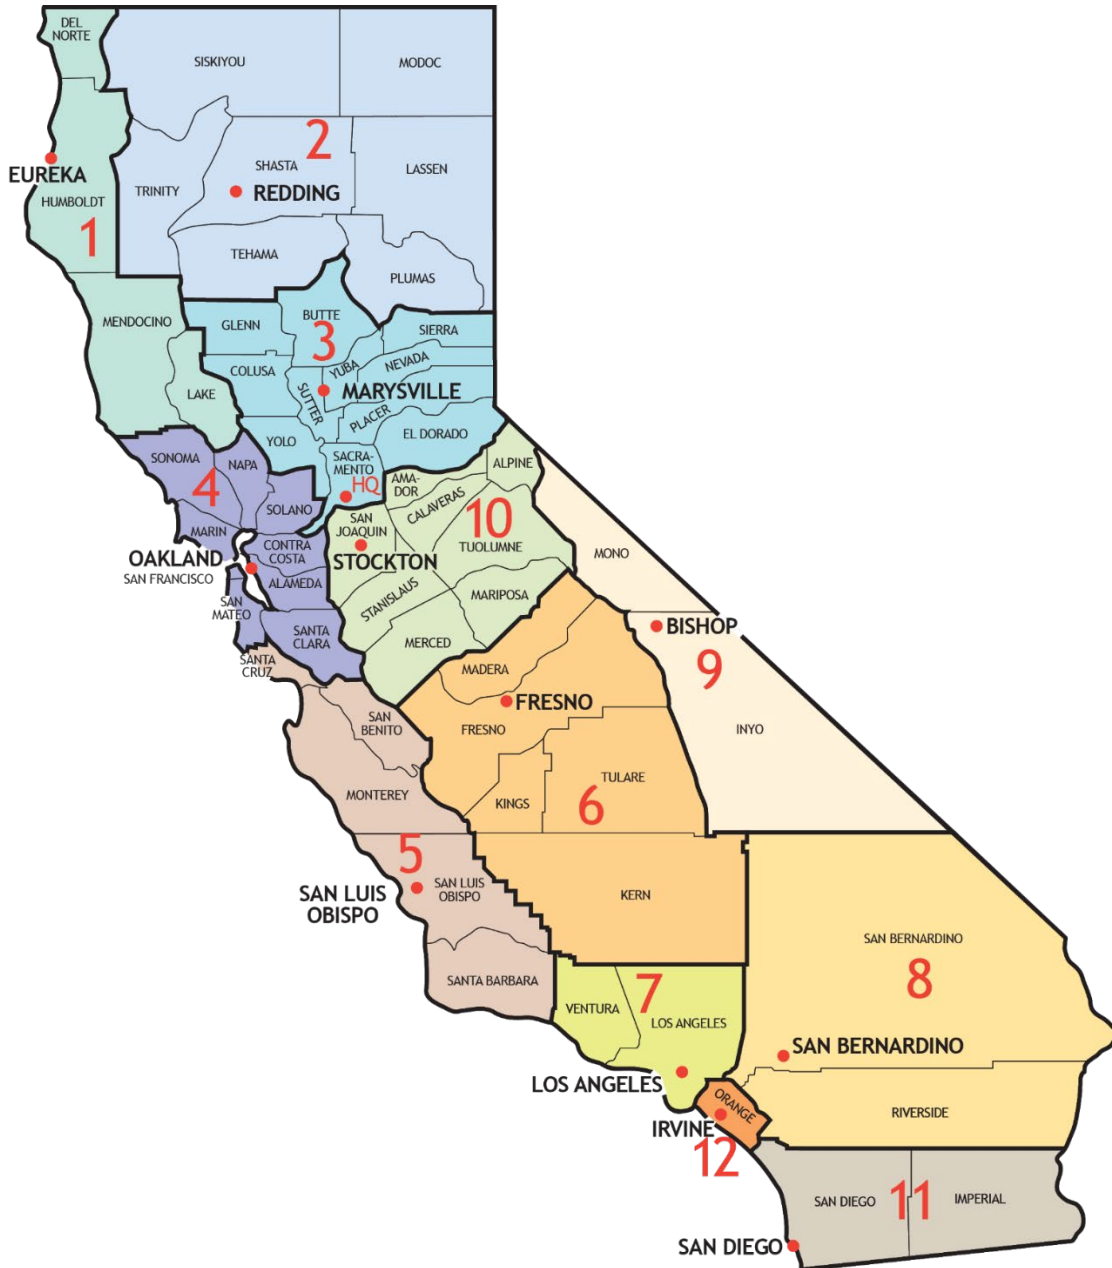 DEL
NORTE
SISKIYOU
MODOC
2
SHASTA
LASSEN
EUREKA
TRINITY
REDDING
HUMBOLDT
1
TEHAMA
PLUMAS
MENDOCINO
GLENN
BUTTE
3
SIERRA
COLUSA
YUBA
NEVADA
LAKE
SUTTER
MARYSVILLE
PLACER
YOLO
EL DORADO
SONOMA
NAPA
SACRA-
MENTO
HQ
ALPINE
4
AMA-
DOR
CALAVERAS
SOLANO
10
MARIN
SAN
JOAQUIN
CONTRA
COSTA
TUOLUMNE
MONO
OAKLAND
STOCKTON
SAN FRANCISCO
ALAMEDA
STANISLAUS
MARIPOSA
SAN
MATEO
SANTA
CLARA
MERCED
BISHOP
9
SANTA
CRUZ
MADERA
FRESNO
SAN
BENITO
FRESNO
INYO
TULARE
MONTEREY
KINGS
6
5
SAN LUIS
OBISPO
SAN LUIS
OBISPO
KERN
SAN BERNARDINO
8
SANTA BARBARA
7
VENTURA
LOS ANGELES
SAN BERNARDINO
LOS ANGELES
ORANGE
RIVERSIDE
IRVINE
12
SAN DIEGO
11
IMPERIAL
SAN DIEGO